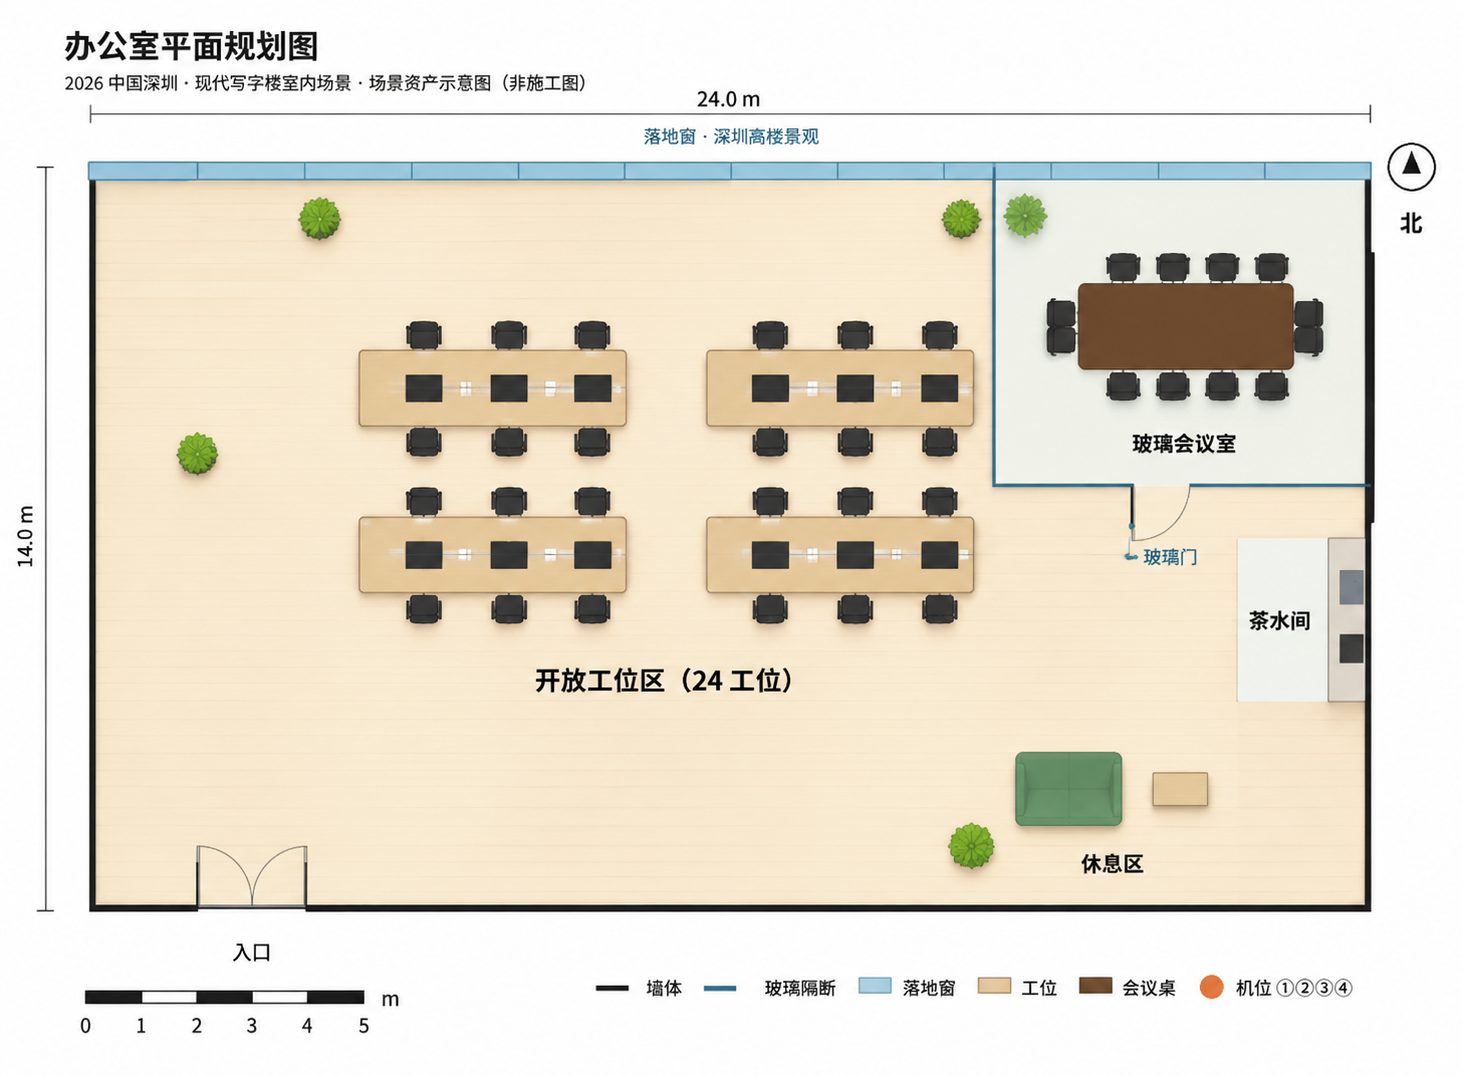 办公室平面规划图
2026 中国深圳 · 现代写字楼室内场景 · 场景资产示意图（非施工图）
24.0 m
落地窗 · 深圳高楼景观
北
14.0 m
玻璃会议室
玻璃门
茶水间
开放工位区（24 工位）
休息区
入口
m
0 1 2 3 4 5
墙体 玻璃隔断 落地窗 工位 会议桌 机位 ①②③④